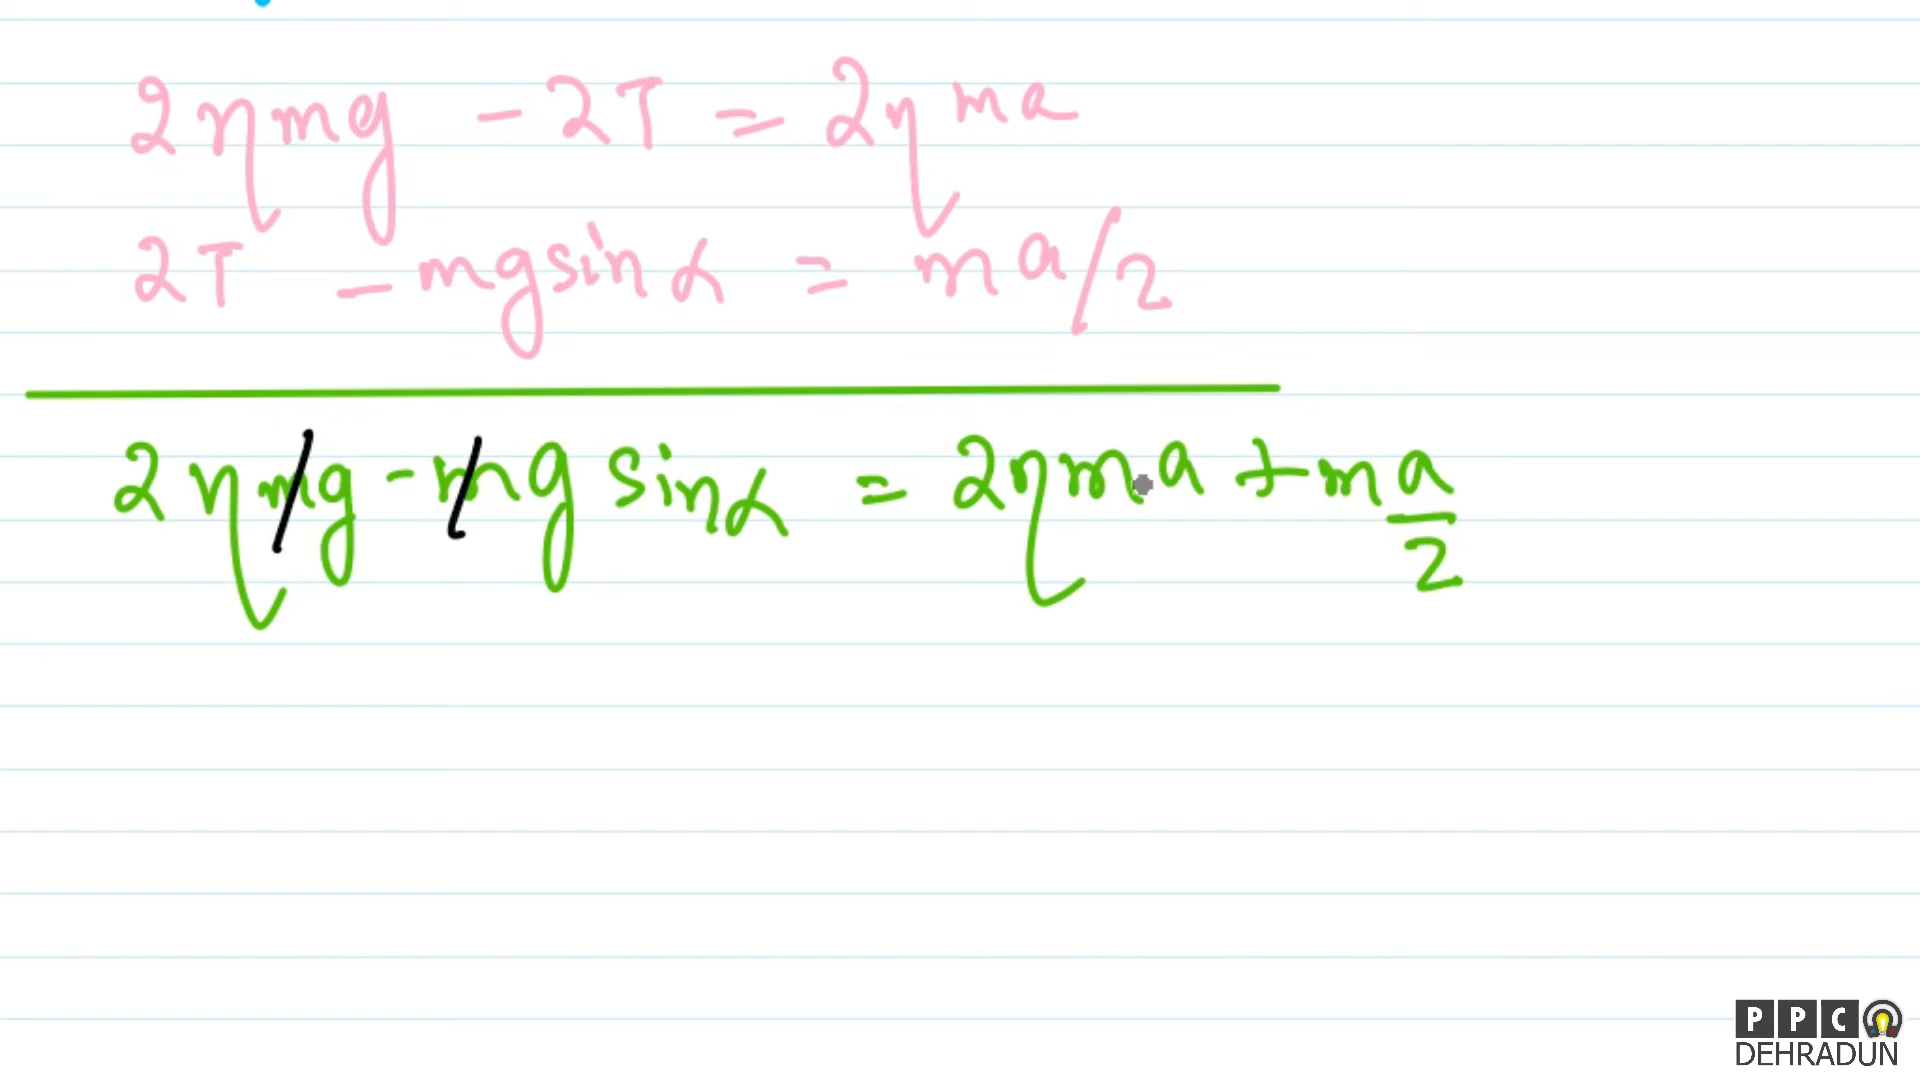 2ηmg - 2T = 2ηma
2T - mgsinα = ma/2
2ηmg - mg sinα = 2ηma + ma/2
PPC
DEHRADUN